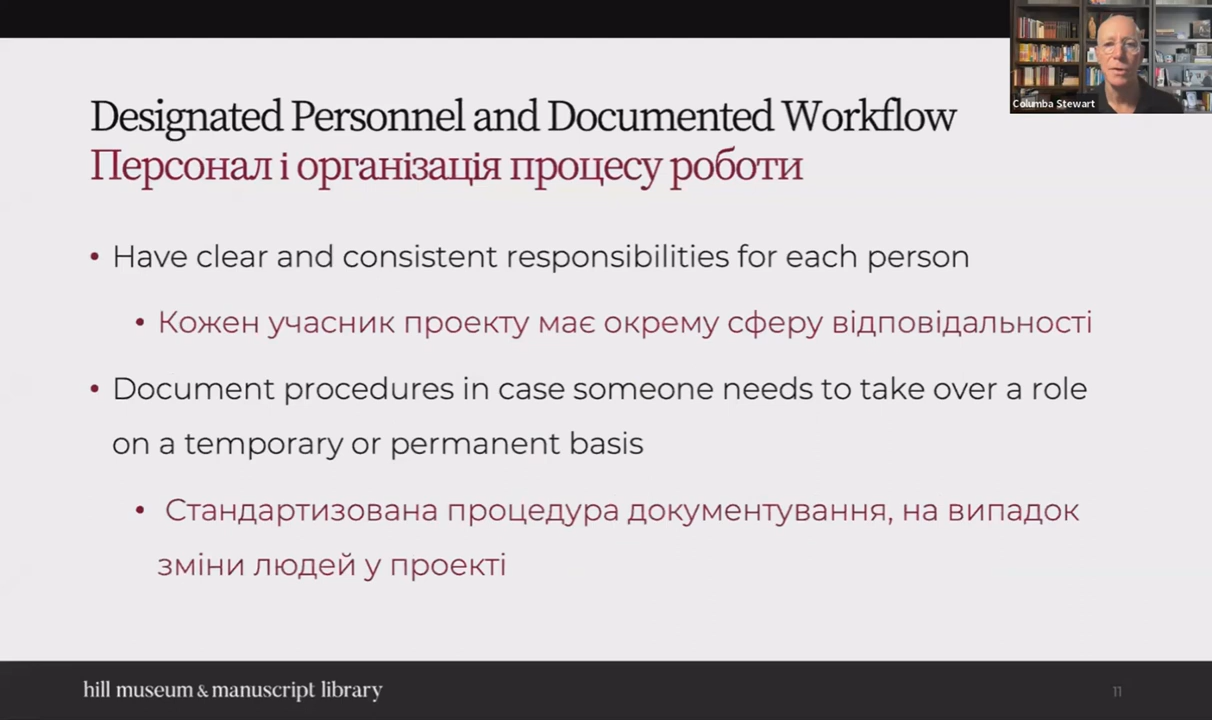 Columba Stewart
Designated Personnel and Documented Workflow
Персонал і організація процесу роботи
• Have clear and consistent responsibilities for each person
• Кожен учасник проекту має окрему сферу відповідальності
• Document procedures in case someone needs to take over a role
on a temporary or permanent basis
• Стандартизована процедура документування, на випадок
зміни людей у проекті
hill museum & manuscript library
11